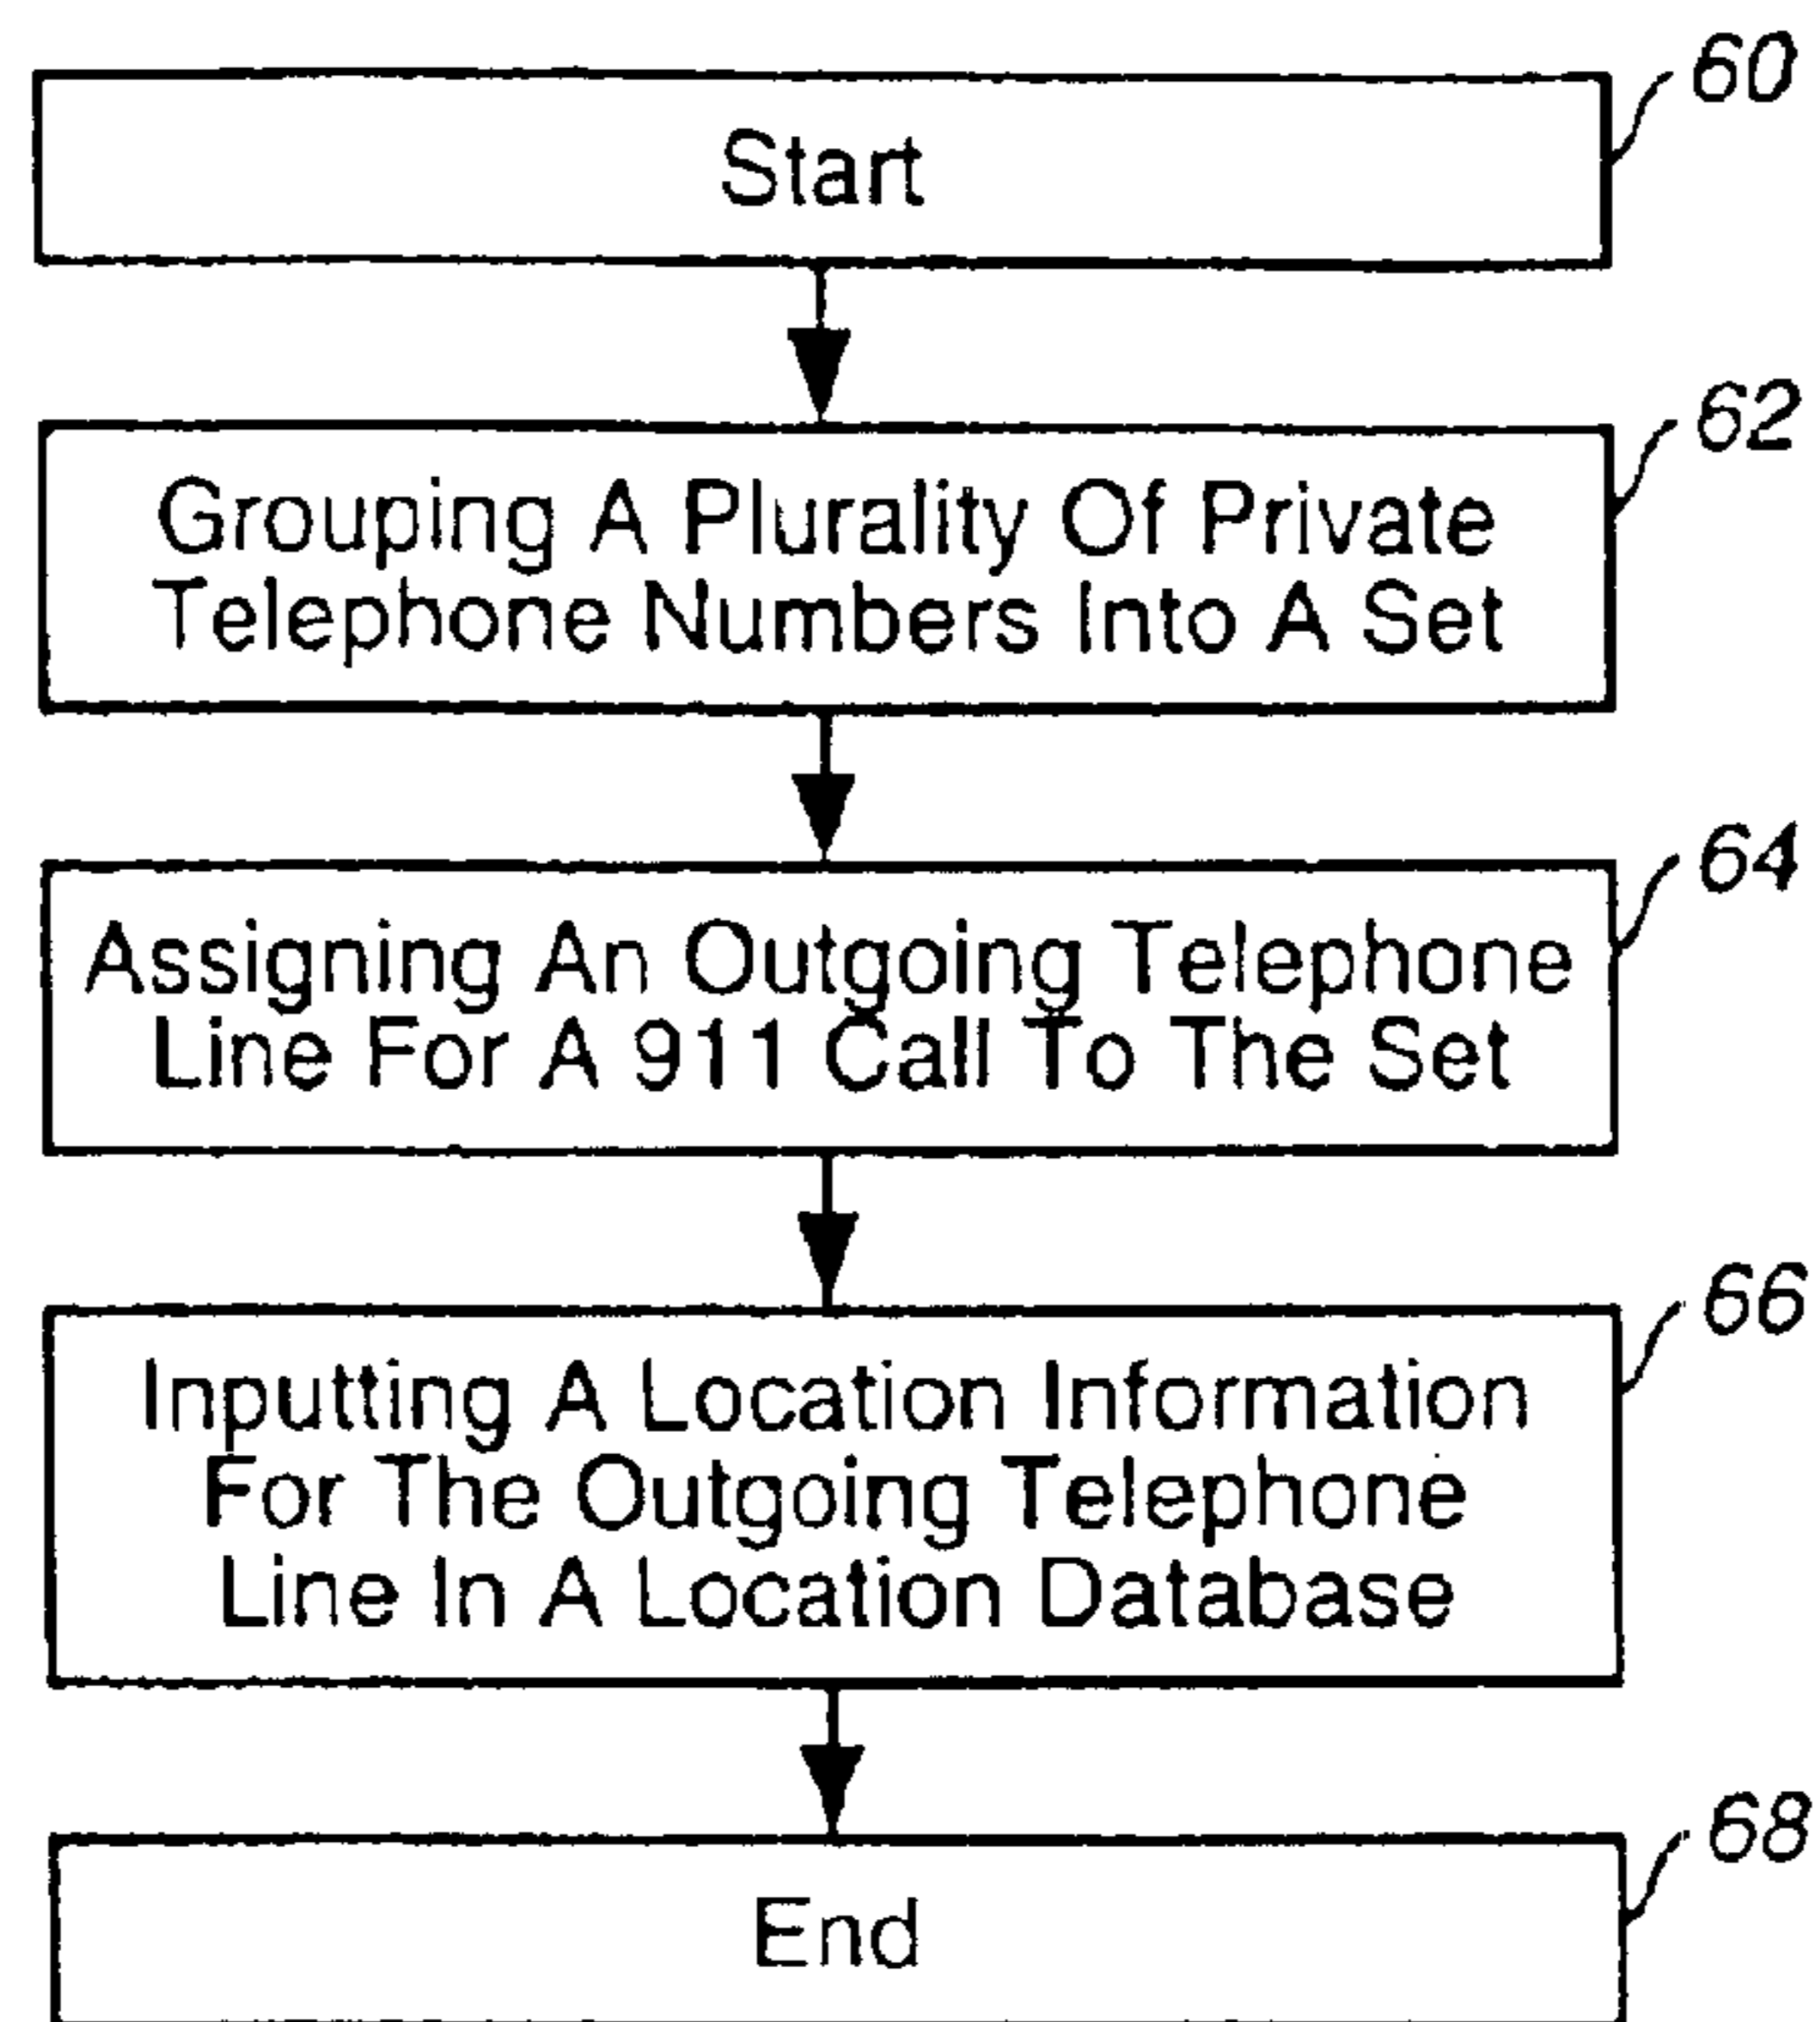 60
Start
62
Grouping A Plurality Of Private
Telephone Numbers Into A Set
64
Assigning An Outgoing Telephone
Line For A 911 Call To The Set
66
Inputting A Location Information
For The Outgoing Telephone
Line In A Location Database
68
End